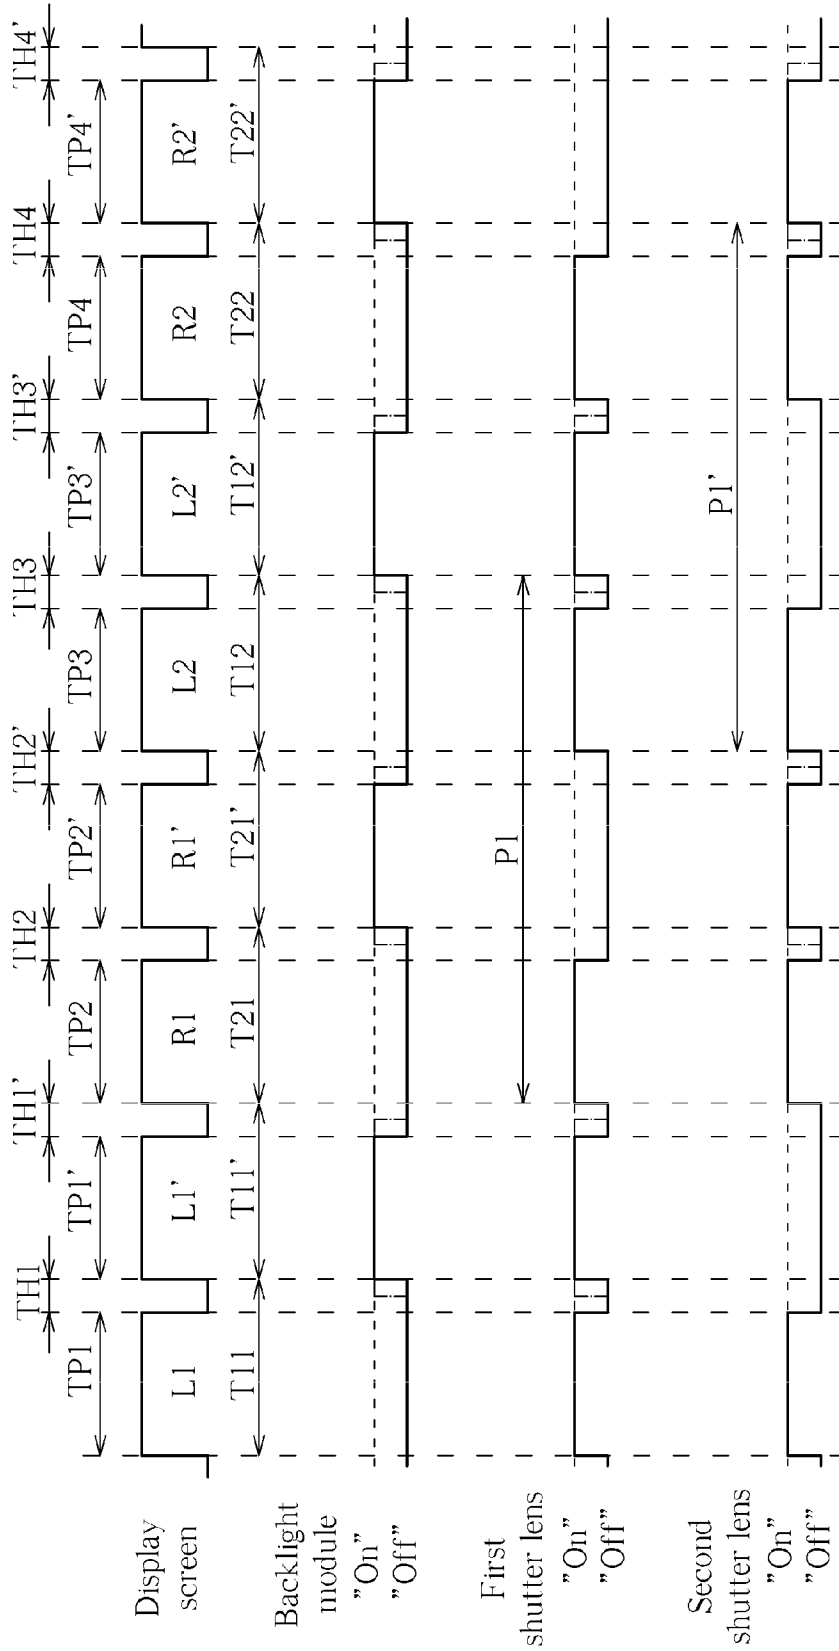 TH1 TH1' TH2 TH2' TH3 TH3' TH4 TH4'
TP1 TP1' TP2 TP2' TP3 TP3' TP4 TP4'
Display
screen
L1 L1' R1 R1' L2 L2' R2 R2'
T11 T11' T21 T21' T12 T12' T22 T22'
Backlight
module
"On"
"Off"
P1
First
shutter lens
"On"
"Off"
P1'
Second
shutter lens
"On"
"Off"